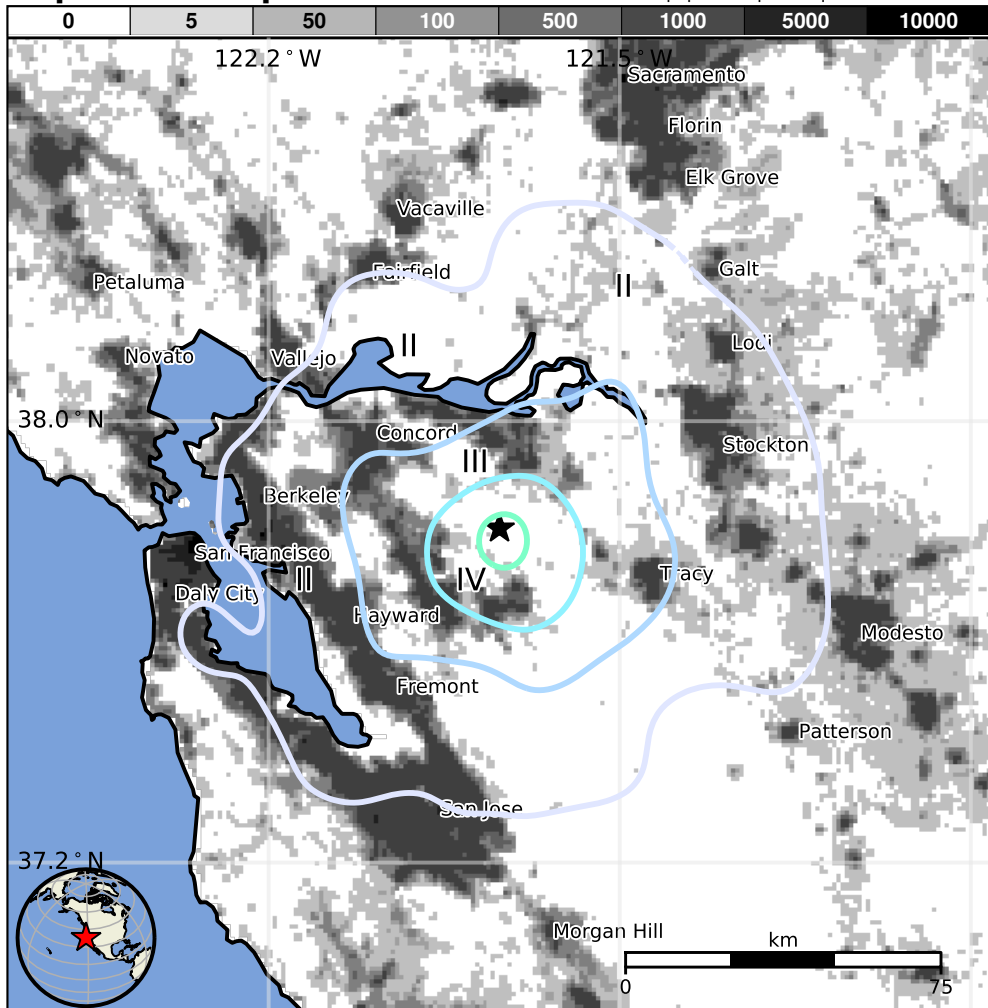 0 5 50 100 500 1000 5000 10000
122.2°W 121.5°W
Sacramento
Florin
Elk Grove
Vacaville
Fairfield
Galt
Petaluma
II
Lodi
Novato
Vallejo
II
38.0°N
Concord
Stockton
III
Berkeley
San Francisco
IV
II
Tracy
Daly City
Hayward
Modesto
Fremont
Patterson
San Jose
37.2°N
Morgan Hill
km
0 75